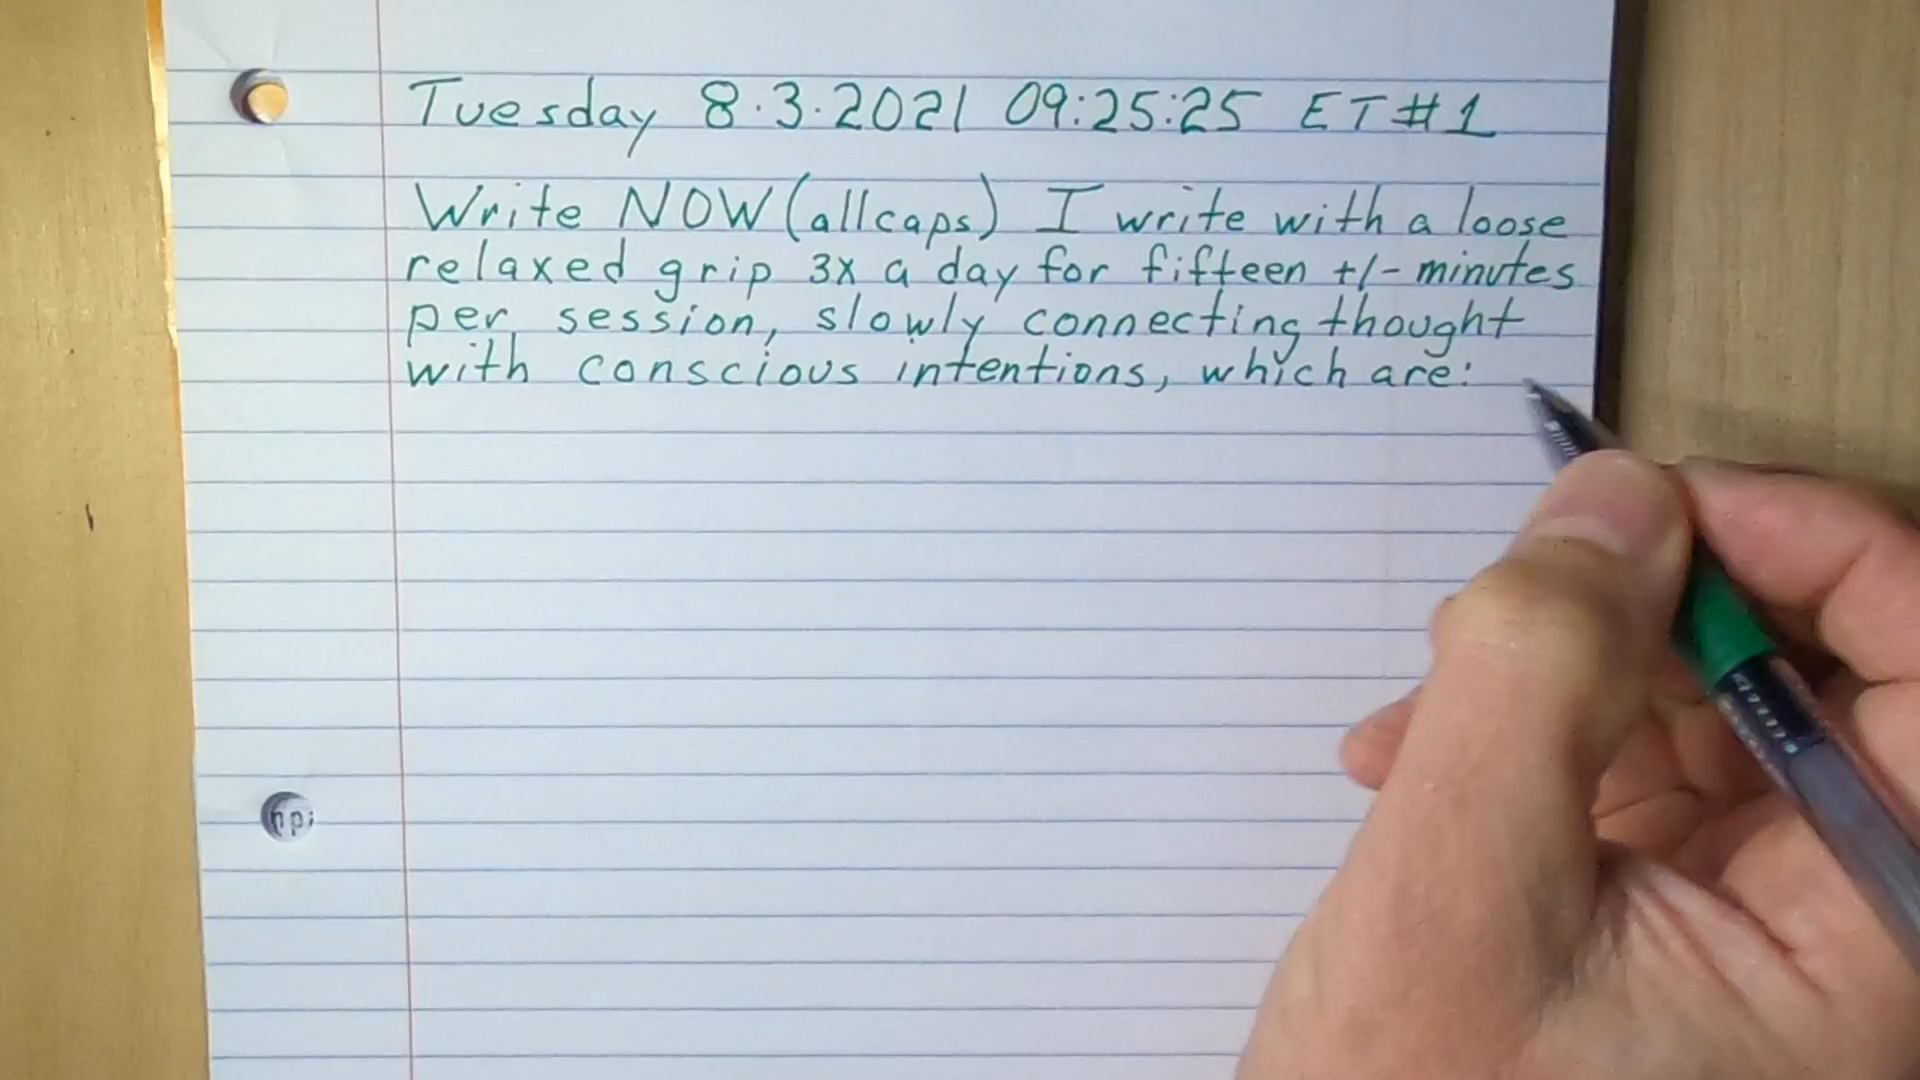 Tuesday 8.3.2021 09:25:25 ET#1
Write NOW (allcaps) I write with a loose
relaxed grip 3x a day for fifteen +/- minutes
per session, slowly connecting thought
with conscious intentions, which are:
hpi